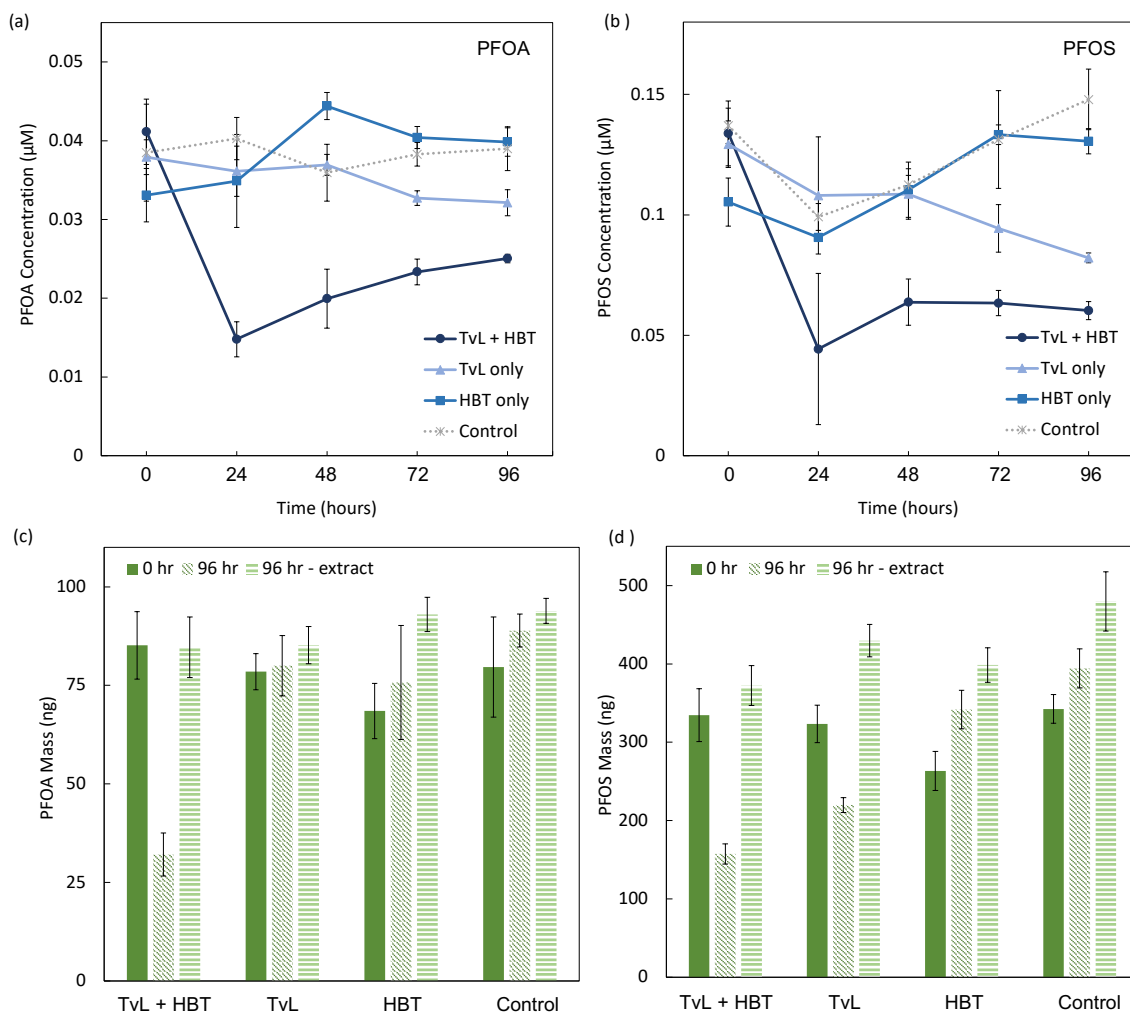 (a)
PFOA
PFOA Concentration (µM)
0.05
0.04
0.03
0.02
0.01
0
TvL + HBT
TvL only
HBT only
Control
0 24 48 72 96
Time (hours)
(b )
PFOS
PFOS Concentration (µM)
0.15
0.1
0.05
0
TvL + HBT
TvL only
HBT only
Control
0 24 48 72 96
Time (hours)
(c)
0 hr 96 hr 96 hr - extract
PFOA Mass (ng)
100
75
50
25
0
TvL + HBT TvL HBT Control
(d )
0 hr 96 hr 96 hr - extract
PFOS Mass (ng)
500
400
300
200
100
0
TvL + HBT TvL HBT Control